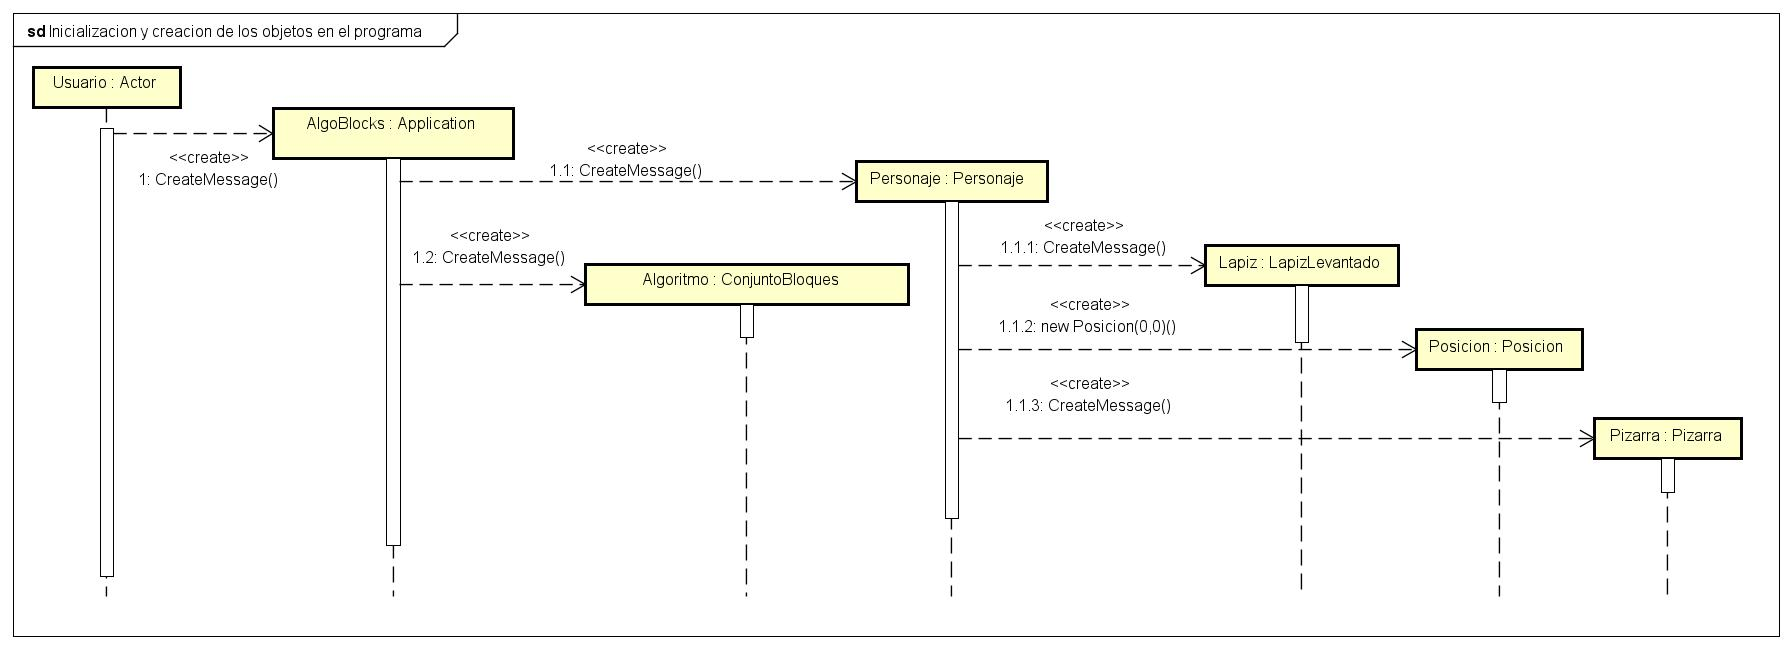 sd Inicializacion y creacion de los objetos en el programa
Usuario : Actor
AlgoBlocks : Application
<<create>>
1: CreateMessage()
<<create>>
1.1: CreateMessage()
Personaje : Personaje
<<create>>
1.2: CreateMessage()
Algoritmo : ConjuntoBloques
<<create>>
1.1.1: CreateMessage()
Lapiz : LapizLevantado
<<create>>
1.1.2: new Posicion(0,0)()
Posicion : Posicion
<<create>>
1.1.3: CreateMessage()
Pizarra : Pizarra